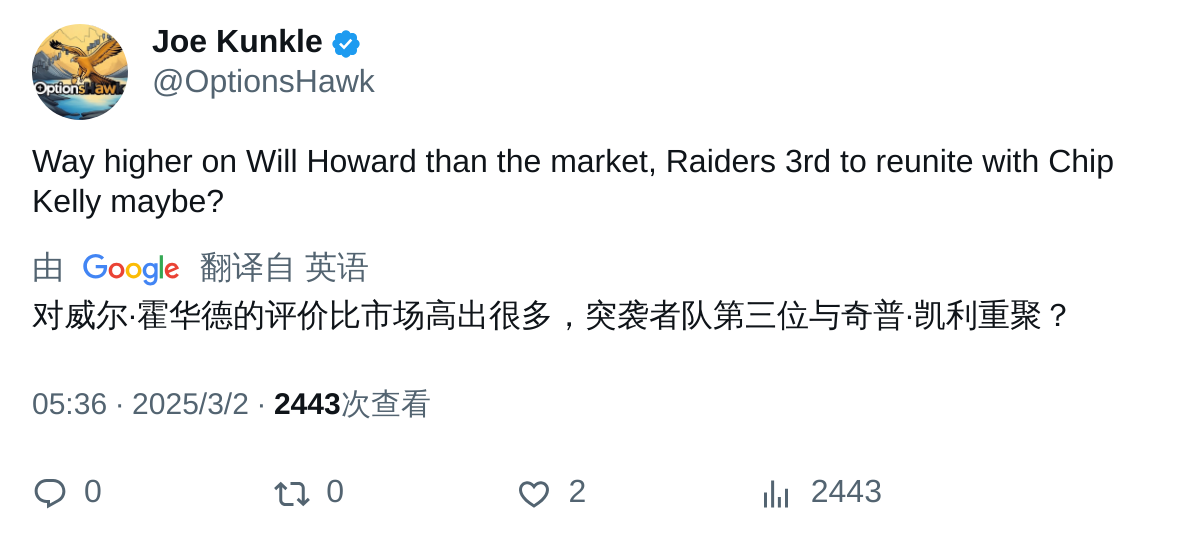 Joe Kunkle
@OptionsHawk
OptionsHawk
Way higher on Will Howard than the market, Raiders 3rd to reunite with Chip
Kelly maybe?
由 Google 翻译自 英语
对威尔·霍华德的评价比市场高出很多，突袭者队第三位与奇普·凯利重聚？
05:36 · 2025/3/2 · 2443次查看
0 0 2 2443